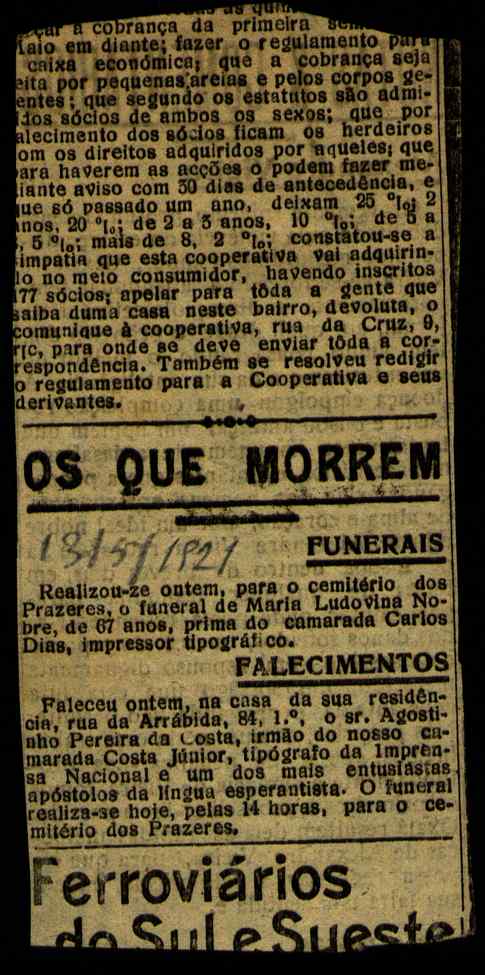 çar a cobrança da primeira
Maio em diante; fazer o regulamento para
caixa económica; que a cobrança seja
eita por pequenas areias e pelos corpos ge-
entes; que segundo os estatutos são admi-
idos sócios de ambos os sexos; que por
alecimento dos sócios ficam os herdeiros
om os direitos adquiridos por aqueles; que
ara haverem as acções o podem fazer me-
iante aviso com 30 dias de antecedência, e
ue só passado um ano, deixam 25 %; 2
nos, 20 %; de 2 a 3 anos, 10 %; de 5 a
, 5 %; mais de 8, 2 %; constatou-se a
impatia que esta cooperativa vai adquirin-
lo no meio consumidor, havendo inscritos
177 sócios; apelar para tôda a gente que
saiba duma casa neste bairro, devoluta, o
comunique à cooperativa, rua da Cruz, 9,
r/c, para onde se deve enviar tôda a cor-
respondência. Também se resolveu redigir
o regulamento para a Cooperativa e seus
derivantes.
OS QUE MORREM
13/5/1921
FUNERAIS
Realizou-ze ontem, para o cemitério dos
Prazeres, o funeral de Maria Ludovina No-
bre, de 67 anos, prima do camarada Carlos
Dias, impressor tipográfico.
FALECIMENTOS
Faleceu ontem, na casa da sua residên-
cia, rua da Arrábida, 84, 1.º, o sr. Agosti-
nho Pereira da Costa, irmão do nosso ca-
marada Costa Júnior, tipógrafo da Impren-
sa Nacional e um dos mais entusiastas
apóstolos da língua esperantista. O funeral
realiza-se hoje, pelas 14 horas, para o ce-
mitério dos Prazeres.
Ferroviários
do Sul e Sueste